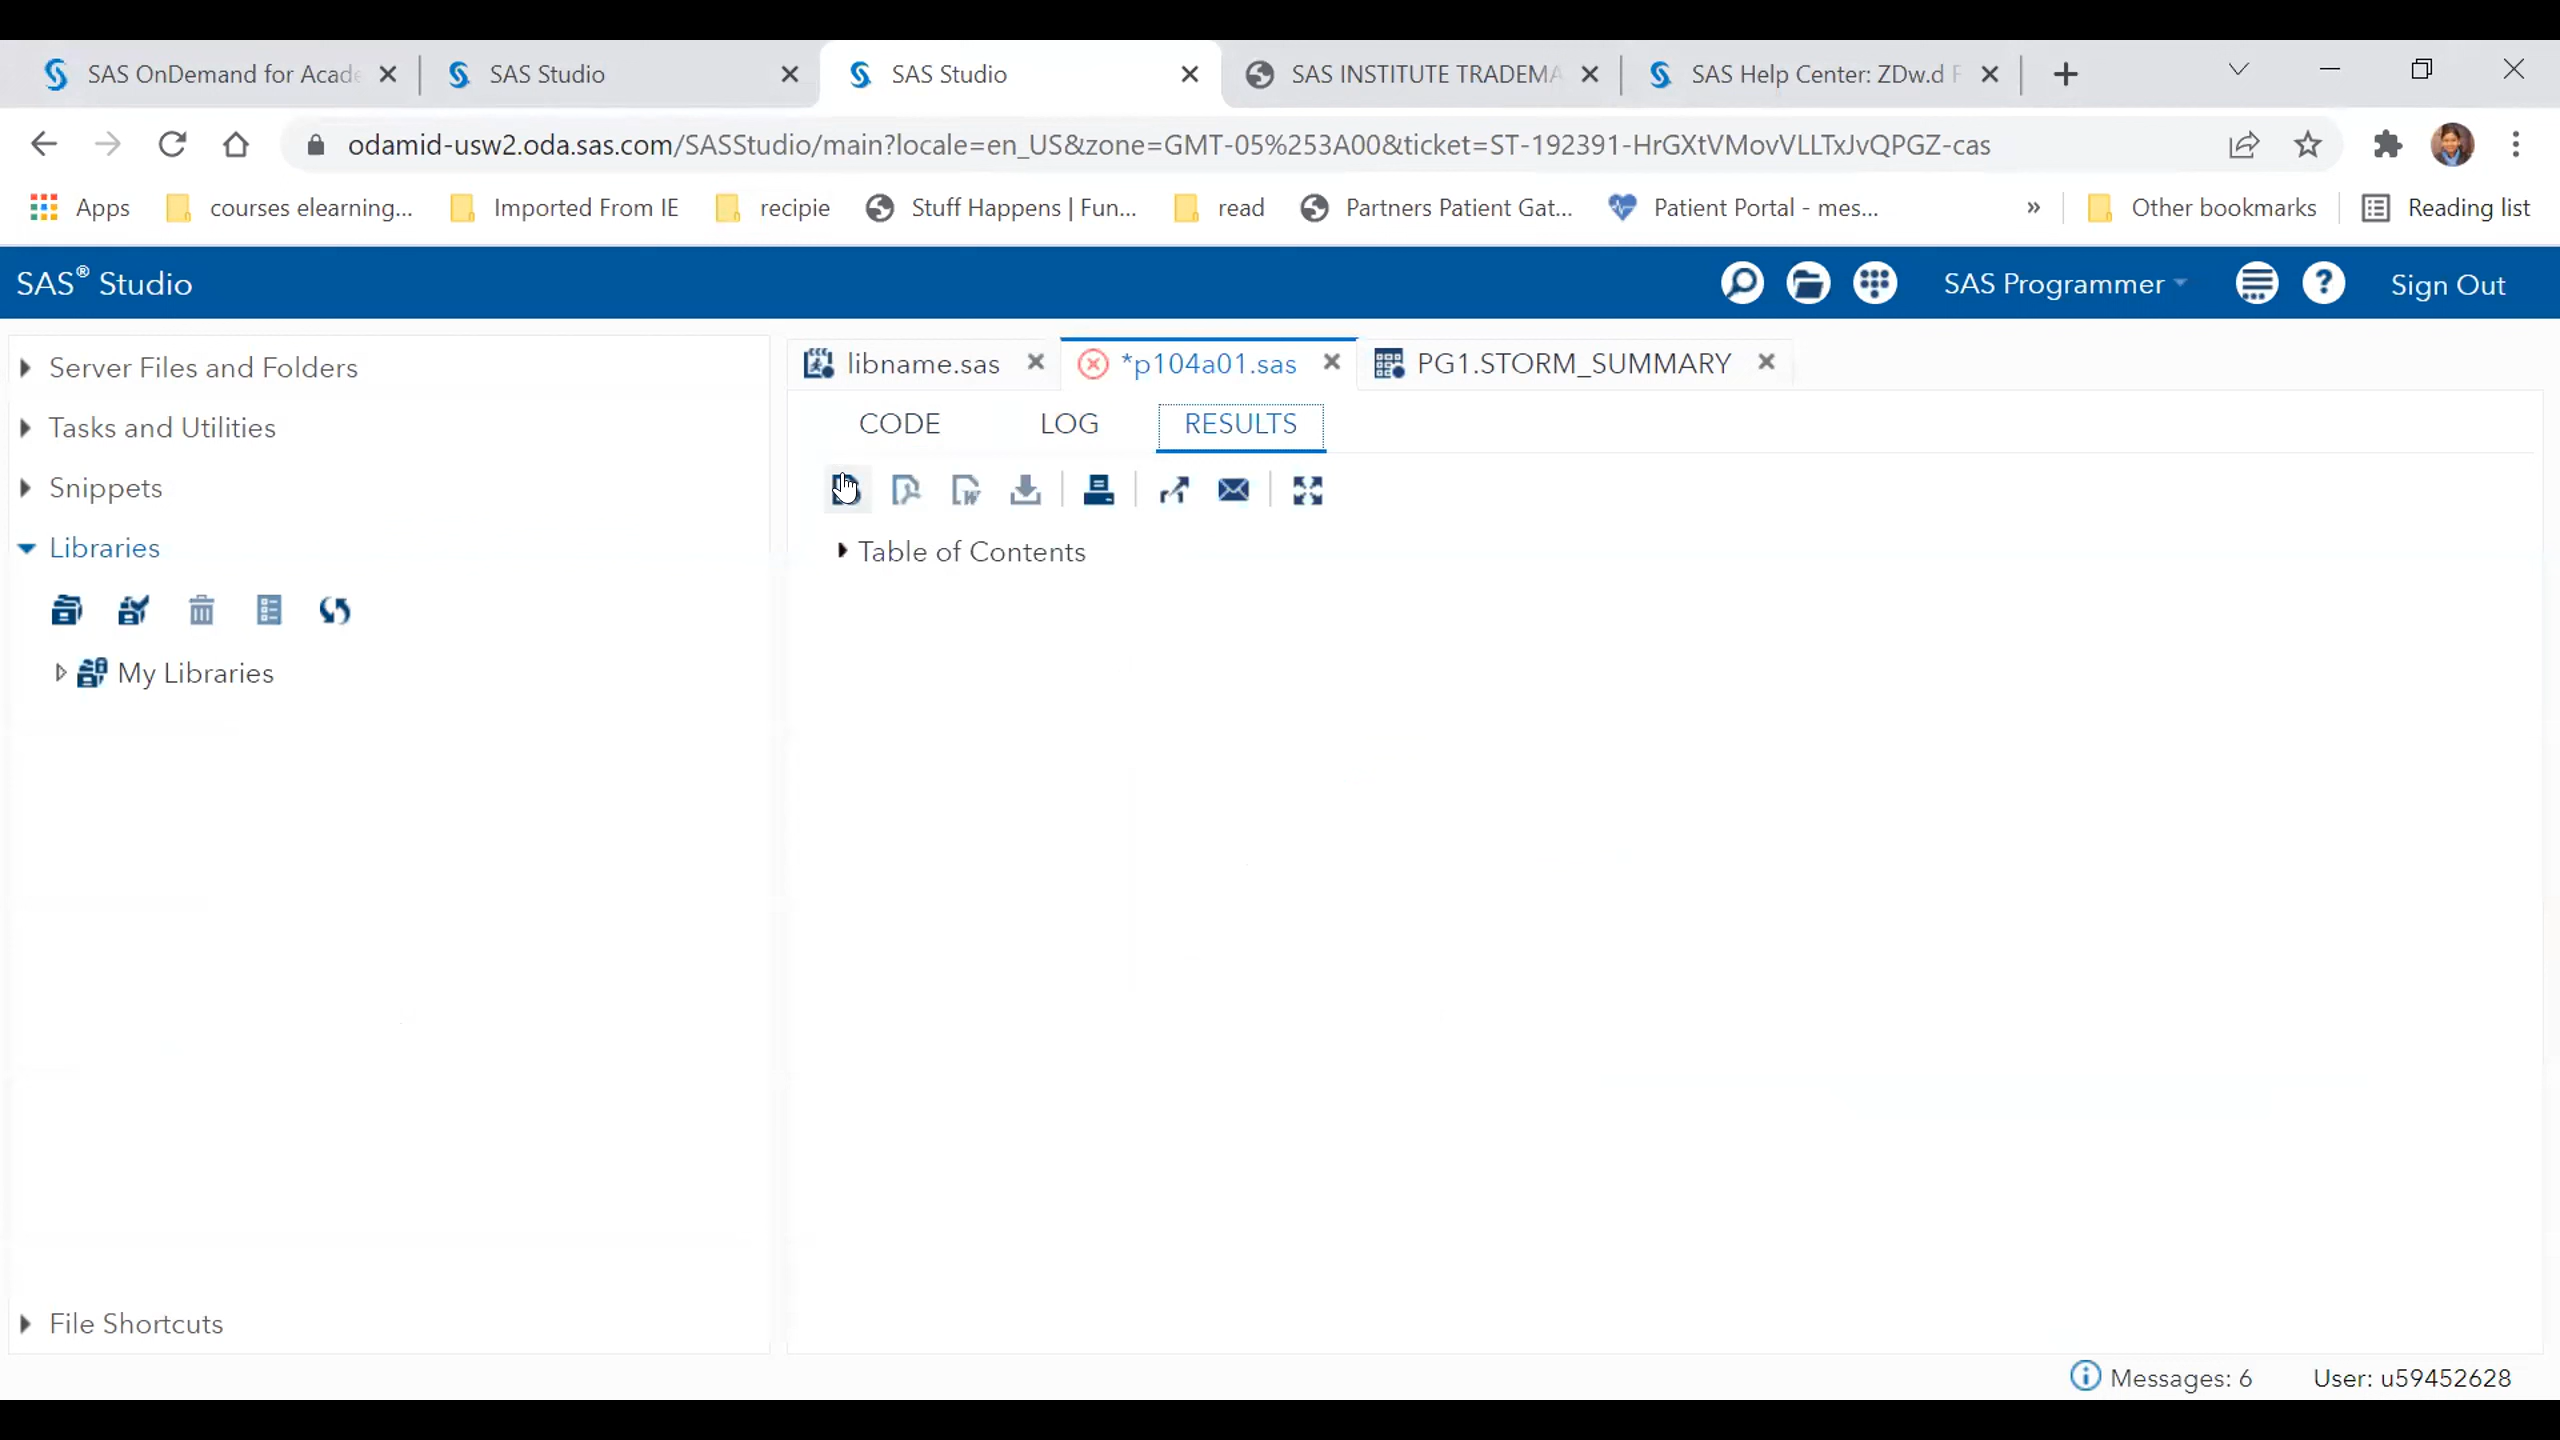 SAS OnDemand for Acade
SAS Studio
SAS Studio
SAS INSTITUTE TRADEMA
SAS Help Center: ZDw.d F
odamid-usw2.oda.sas.com/SASStudio/main?locale=en_US&zone=GMT-05%253A00&ticket=ST-192391-HrGXtVMovVLLTxJvQPGZ-cas
Apps
courses elearning...
Imported From IE
recipie
Stuff Happens | Fun...
read
Partners Patient Gat...
Patient Portal - mes...
»
Other bookmarks
Reading list
SAS® Studio
SAS Programmer
Sign Out
Server Files and Folders
Tasks and Utilities
Snippets
Libraries
My Libraries
File Shortcuts
libname.sas
*p104a01.sas
PG1.STORM_SUMMARY
CODE
LOG
RESULTS
Table of Contents
Messages: 6
User: u59452628